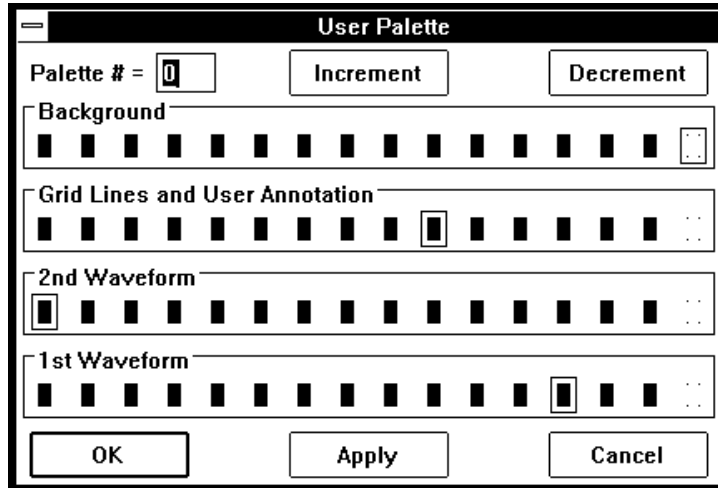 User Palette
Palette # = 0 Increment Decrement
Background
Grid Lines and User Annotation
2nd Waveform
1st Waveform
OK Apply Cancel